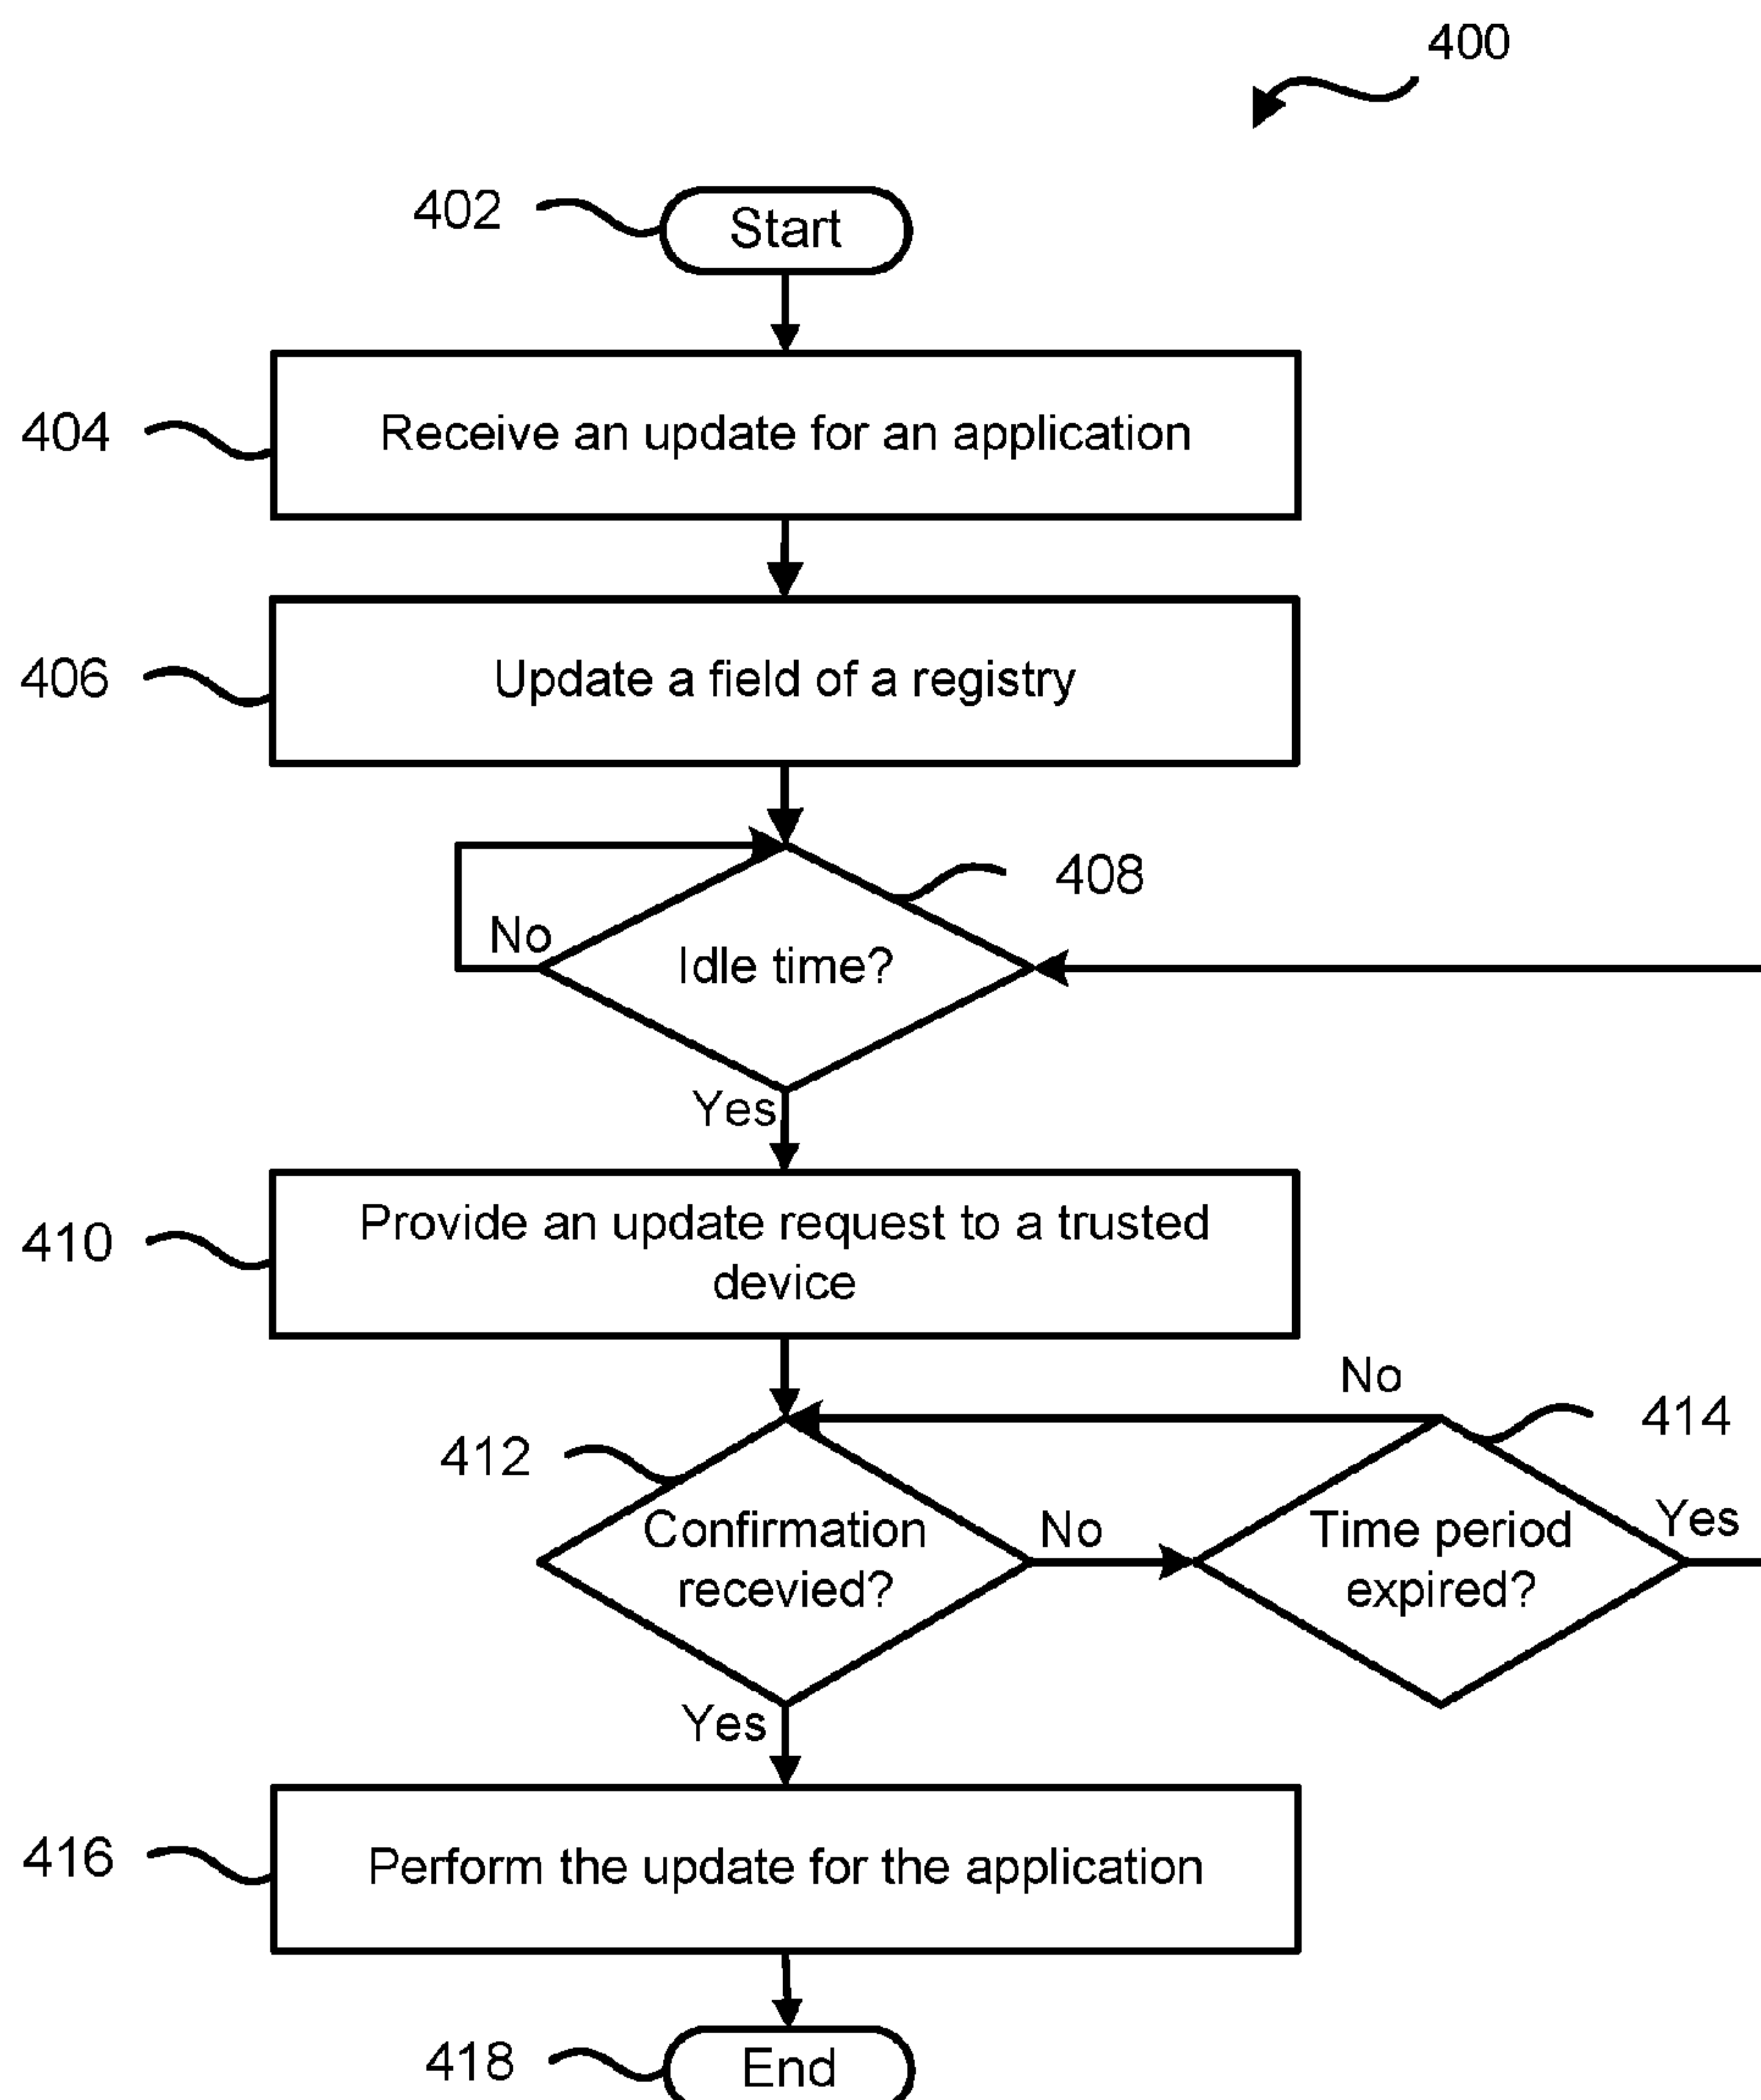 400
402
Start
404
Receive an update for an application
406
Update a field of a registry
408
No
Idle time?
Yes
410
Provide an update request to a trusted
device
No
414
412
Confirmation
recevied?
No
Time period
expired?
Yes
Yes
416
Perform the update for the application
418
End